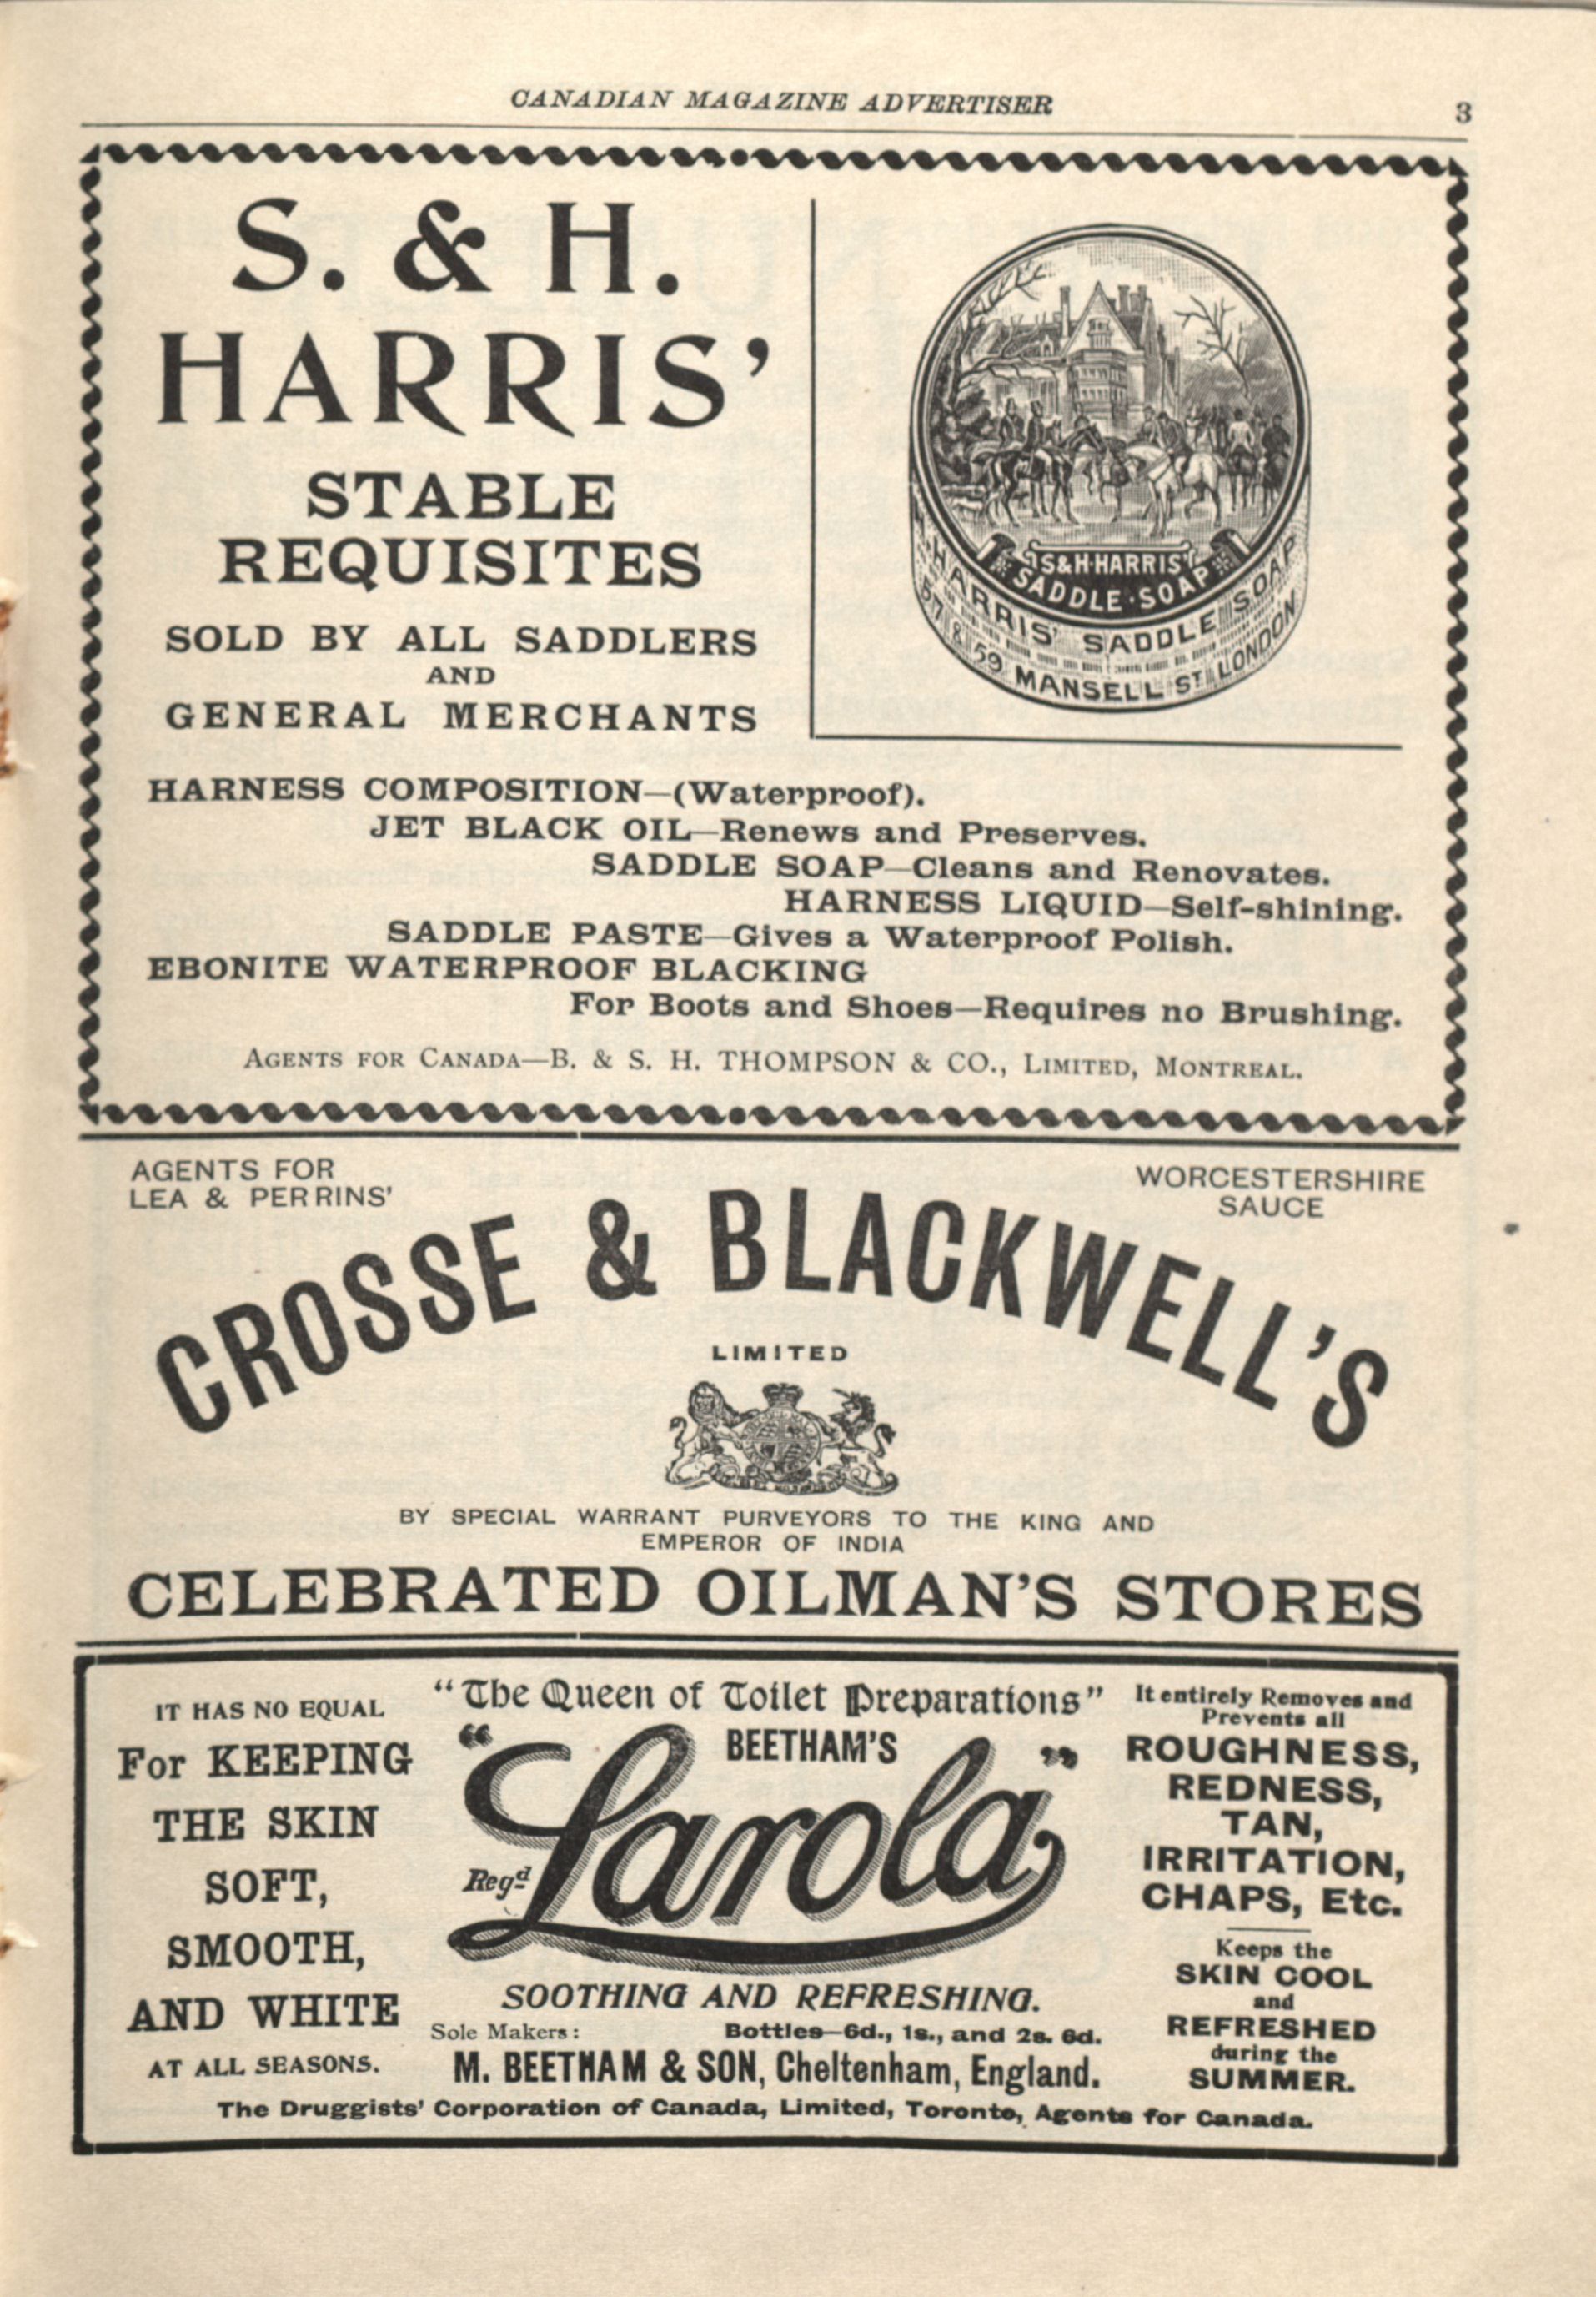 CANADIAN MAGAZINE ADVERTISER
3
S. & H.
HARRIS'
STABLE
REQUISITES
SOLD BY ALL SADDLERS
AND
GENERAL MERCHANTS
S&H·HARRIS'
SADDLE·SOAP
HARRIS' SADDLE SOAP
57 & 59 MANSELL ST LONDON
HARNESS COMPOSITION—(Waterproof).
JET BLACK OIL—Renews and Preserves.
SADDLE SOAP—Cleans and Renovates.
HARNESS LIQUID—Self-shining.
SADDLE PASTE—Gives a Waterproof Polish.
EBONITE WATERPROOF BLACKING
For Boots and Shoes—Requires no Brushing.
AGENTS FOR CANADA—B. & S. H. THOMPSON & CO., LIMITED, MONTREAL.
AGENTS FOR
LEA & PERRINS'
WORCESTERSHIRE
SAUCE
CROSSE & BLACKWELL'S
LIMITED
BY SPECIAL WARRANT PURVEYORS TO THE KING AND
EMPEROR OF INDIA
CELEBRATED OILMAN'S STORES
IT HAS NO EQUAL
For KEEPING
THE SKIN
SOFT,
SMOOTH,
AND WHITE
AT ALL SEASONS.
"The Queen of Toilet Preparations"
BEETHAM'S
"Larola"
Regd
SOOTHING AND REFRESHING.
Sole Makers: Bottles—6d., 1s., and 2s. 6d.
M. BEETHAM & SON, Cheltenham, England.
It entirely Removes and
Prevents all
ROUGHNESS,
REDNESS,
TAN,
IRRITATION,
CHAPS, Etc.
Keeps the
SKIN COOL
and
REFRESHED
during the
SUMMER.
The Druggists' Corporation of Canada, Limited, Toronto, Agents for Canada.